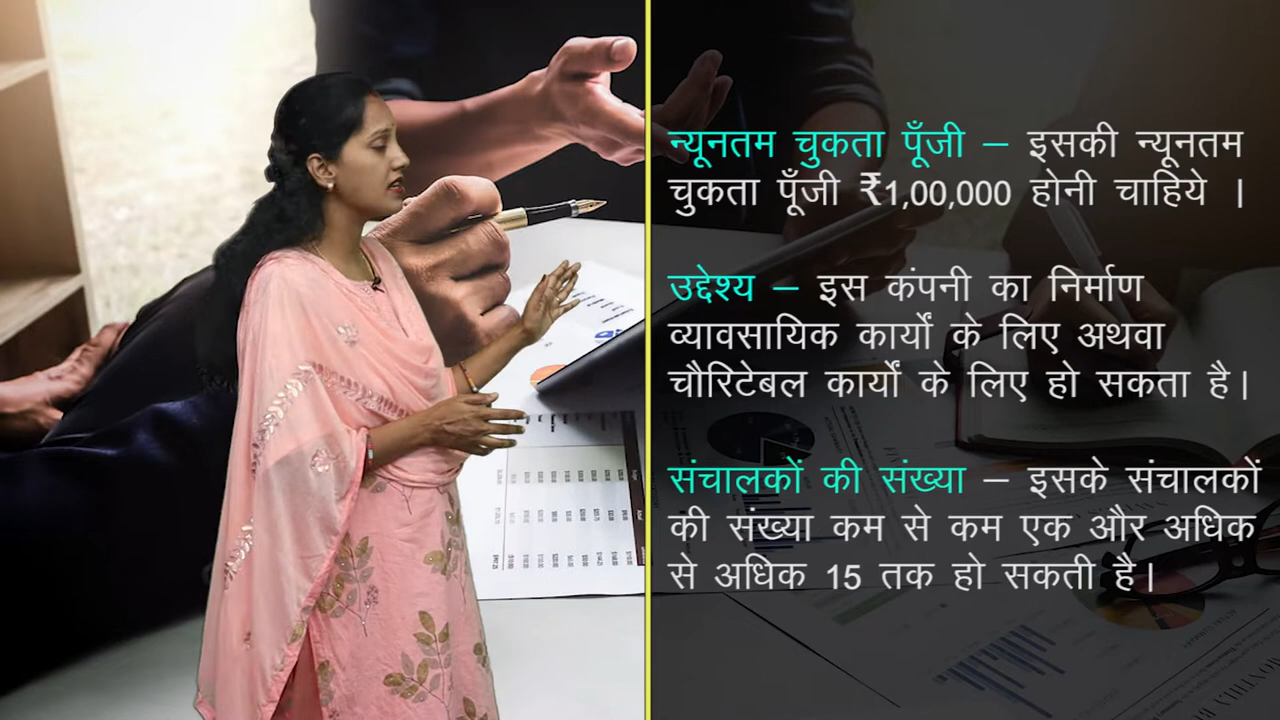 न्यूनतम चुकता पूँजी – इसकी न्यूनतम
चुकता पूँजी ₹1,00,000 होनी चाहिये ।
उद्देश्य – इस कंपनी का निर्माण
व्यावसायिक कार्यों के लिए अथवा
चौरिटेबल कार्यों के लिए हो सकता है।
संचालकों की संख्या – इसके संचालकों
की संख्या कम से कम एक और अधिक
से अधिक 15 तक हो सकती है।